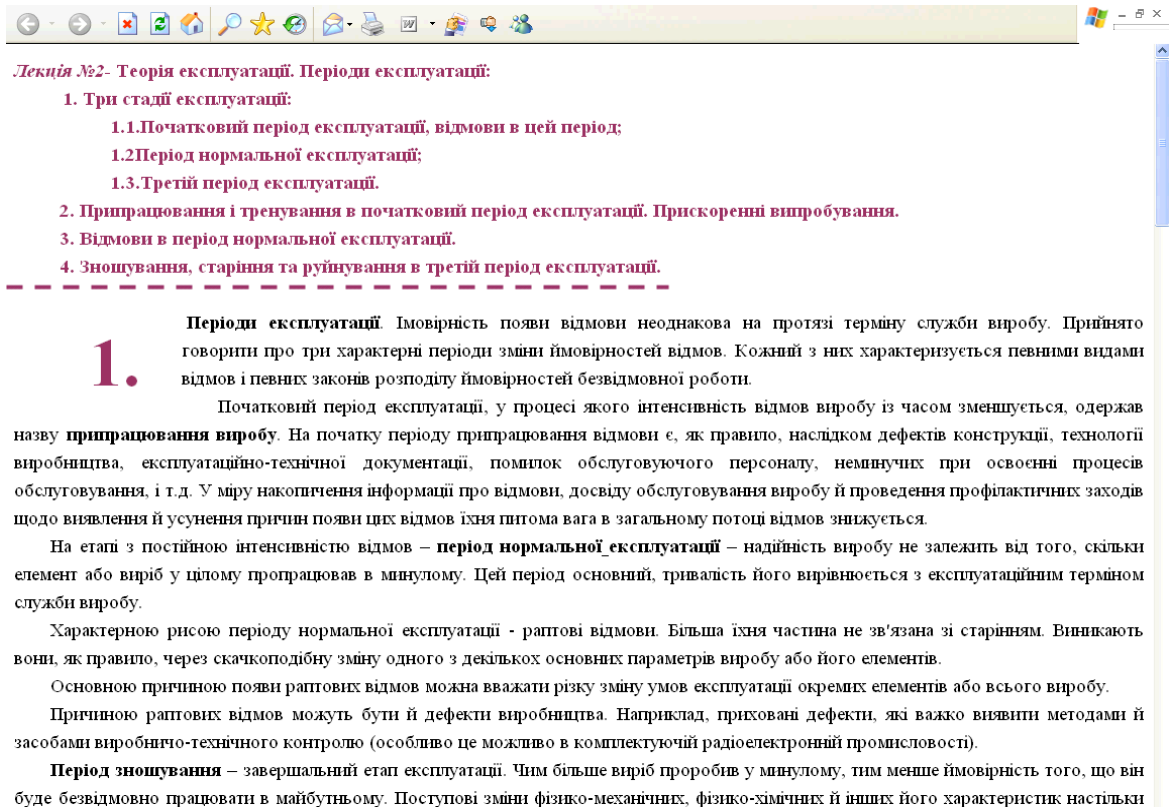 Лекція №2- Теорія експлуатації. Періоди експлуатації:
1. Три стадії експлуатації:
1.1.Початковий період експлуатації, відмови в цей період;
1.2Період нормальної експлуатації;
1.3.Третій період експлуатації.
2. Припрацювання і тренування в початковий період експлуатації. Прискоренні випробування.
3. Відмови в період нормальної експлуатації.
4. Зношування, старіння та руйнування в третій період експлуатації.
1.
Періоди експлуатації. Імовірність появи відмови неоднакова на протязі терміну служби виробу. Прийнято
говорити про три характерні періоди зміни ймовірностей відмов. Кожний з них характеризується певними видами
відмов і певних законів розподілу ймовірностей безвідмовної роботи.
Початковий період експлуатації, у процесі якого інтенсивність відмов виробу із часом зменшується, одержав
назву припрацювання виробу. На початку періоду припрацювання відмови є, як правило, наслідком дефектів конструкції, технології
виробництва, експлуатаційно-технічної документації, помилок обслуговуючого персоналу, неминучих при освоєнні процесів
обслуговування, і т.д. У міру накопичення інформації про відмови, досвіду обслуговування виробу й проведення профілактичних заходів
щодо виявлення й усунення причин появи цих відмов їхня питома вага в загальному потоці відмов знижується.
На етапі з постійною інтенсивністю відмов – період нормальної_експлуатації – надійність виробу не залежить від того, скільки
елемент або виріб у цілому пропрацював в минулому. Цей період основний, тривалість його вирівнюється з експлуатаційним терміном
служби виробу.
Характерною рисою періоду нормальної експлуатації - раптові відмови. Більша їхня частина не зв'язана зі старінням. Виникають
вони, як правило, через скачкоподібну зміну одного з декількох основних параметрів виробу або його елементів.
Основною причиною появи раптових відмов можна вважати різку зміну умов експлуатації окремих елементів або всього виробу.
Причиною раптових відмов можуть бути й дефекти виробництва. Наприклад, приховані дефекти, які важко виявити методами й
засобами виробничо-технічного контролю (особливо це можливо в комплектуючій радіоелектронній промисловості).
Період зношування – завершальний етап експлуатації. Чим більше виріб проробив у минулому, тим менше ймовірність того, що він
буде безвідмовно працювати в майбутньому. Поступові зміни фізико-механічних, фізико-хімічних й інших його характеристик настільки